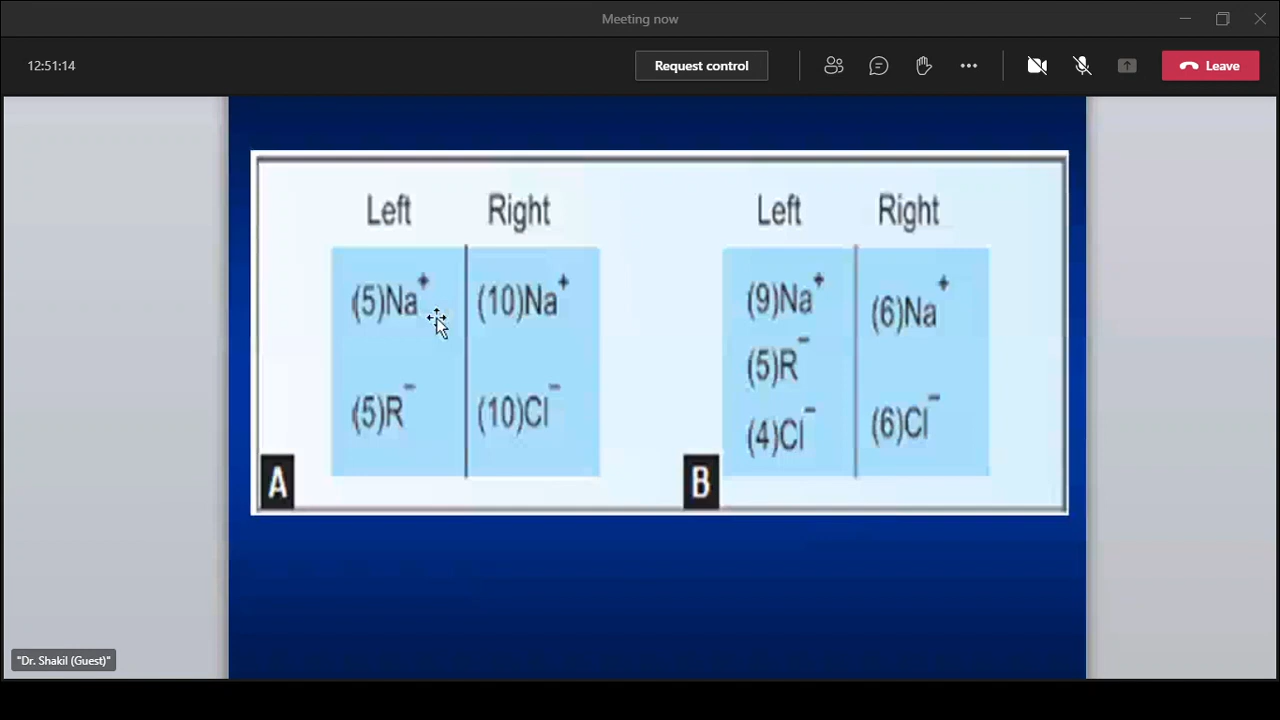 Meeting now
12:51:14
Request control
Leave
Left Right
(5)Na⁺ (10)Na⁺
(5)R⁻ (10)Cl⁻
A
Left Right
(9)Na⁺ (6)Na⁺
(5)R⁻
(4)Cl⁻ (6)Cl⁻
B
"Dr. Shakil (Guest)"